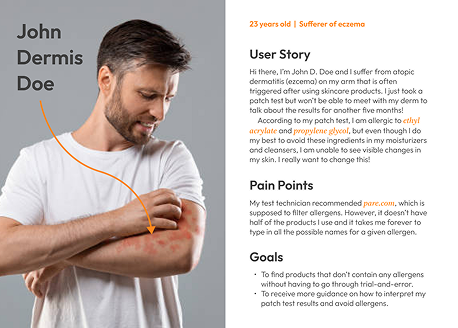 John
Dermis
Doe
23 years old | Sufferer of eczema
User Story
Hi there, I'm John D. Doe and I suffer from atopic
dermatitis (ezcema) on my arm that is often
triggered after using skincare products. I just took a
patch test but won't be able to meet with my derm to
talk about the results for another five months!
According to my patch test, I am allergic to ethyl
acrylate and propylene glycol, but even though I do
my best to avoid these ingredients in my moisturizers
and cleansers, I am unable to see visible changes in
my skin. I really want to change this!
Pain Points
My test technician recommended pare.com, which is
supposed to filter allergens. However, it doesn't have
half of the products I use and it takes me forever to
type in all the possible names for a given allergen.
Goals
• To find products that don't contain any allergens
without having to go through trial-and-error.
• To receive more guidance on how to interpret my
patch test results and avoid allergens.